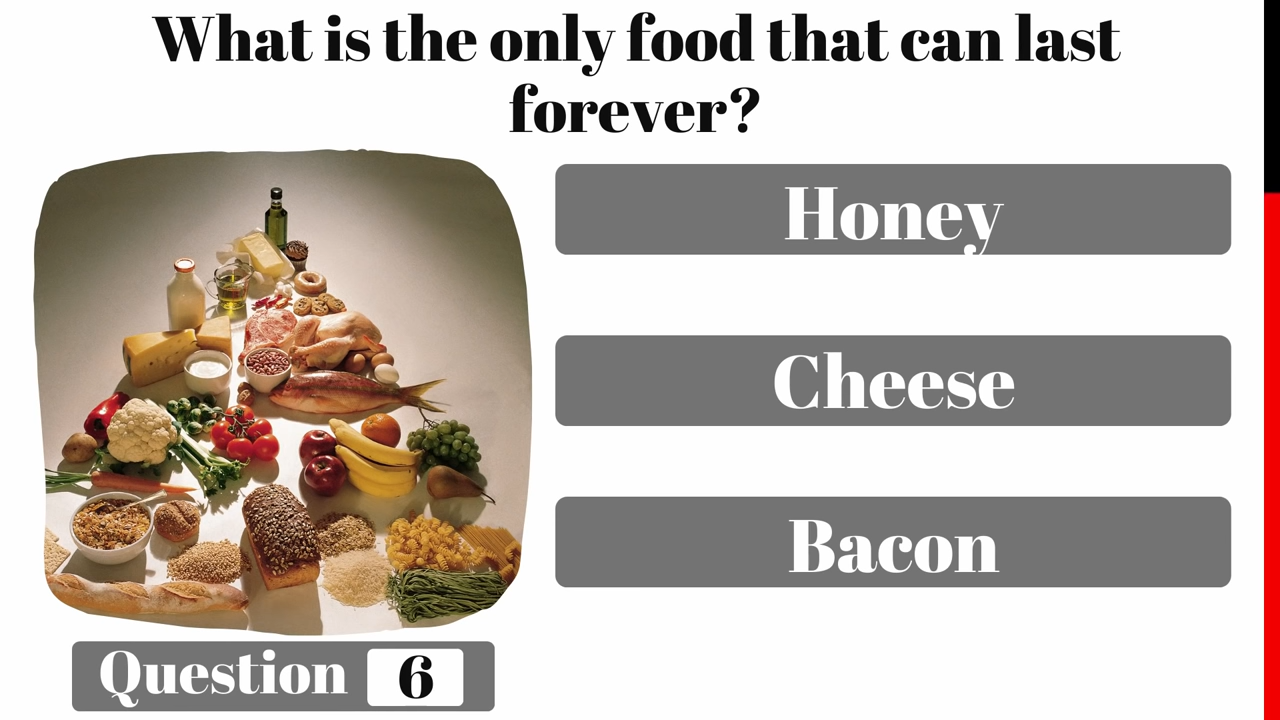 What is the only food that can last
forever?
Honey
Cheese
Bacon
Question 6